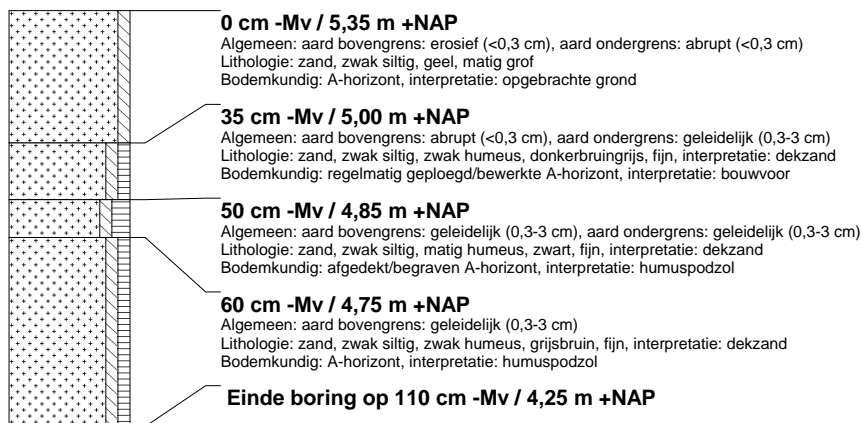 0 cm -Mv / 5,35 m +NAP
Algemeen: aard bovengrens: erosief (<0,3 cm), aard ondergrens: abrupt (<0,3 cm)
Lithologie: zand, zwak siltig, geel, matig grof
Bodemkundig: A-horizont, interpretatie: opgebrachte grond
35 cm -Mv / 5,00 m +NAP
Algemeen: aard bovengrens: abrupt (<0,3 cm), aard ondergrens: geleidelijk (0,3-3 cm)
Lithologie: zand, zwak siltig, zwak humeus, donkerbruingrijs, fijn, interpretatie: dekzand
Bodemkundig: regelmatig geploegd/bewerkte A-horizont, interpretatie: bouwvoor
50 cm -Mv / 4,85 m +NAP
Algemeen: aard bovengrens: geleidelijk (0,3-3 cm), aard ondergrens: geleidelijk (0,3-3 cm)
Lithologie: zand, zwak siltig, matig humeus, zwart, fijn, interpretatie: dekzand
Bodemkundig: afgedekt/begraven A-horizont, interpretatie: humuspodzol
60 cm -Mv / 4,75 m +NAP
Algemeen: aard bovengrens: geleidelijk (0,3-3 cm)
Lithologie: zand, zwak siltig, zwak humeus, grijsbruin, fijn, interpretatie: dekzand
Bodemkundig: A-horizont, interpretatie: humuspodzol
Einde boring op 110 cm -Mv / 4,25 m +NAP